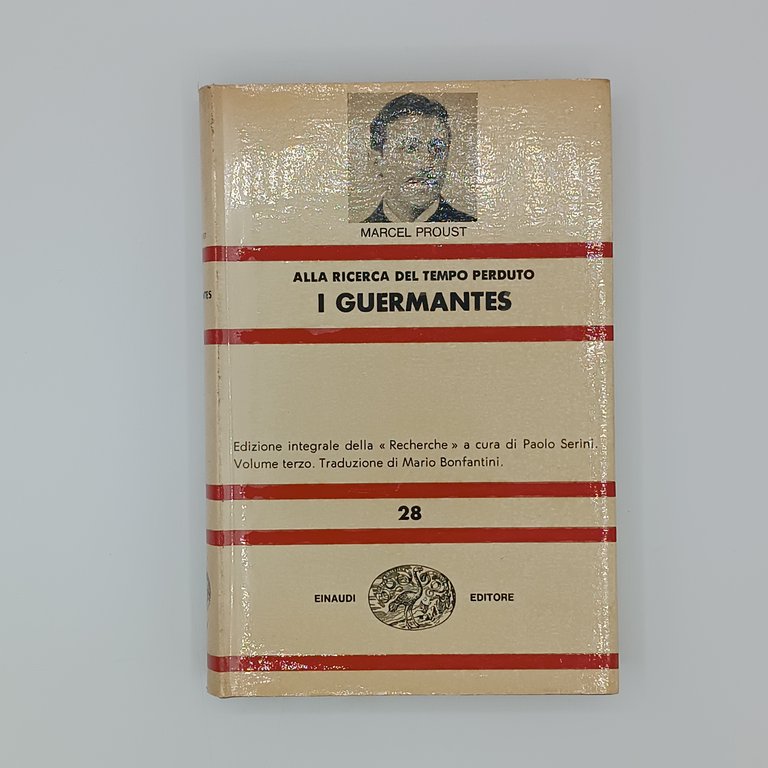 MARCEL PROUST
ALLA RICERCA DEL TEMPO PERDUTO
I GUERMANTES
Edizione integrale della « Recherche » a cura di Paolo Serini.
Volume terzo. Traduzione di Mario Bonfantini.
28
EINAUDI EDITORE